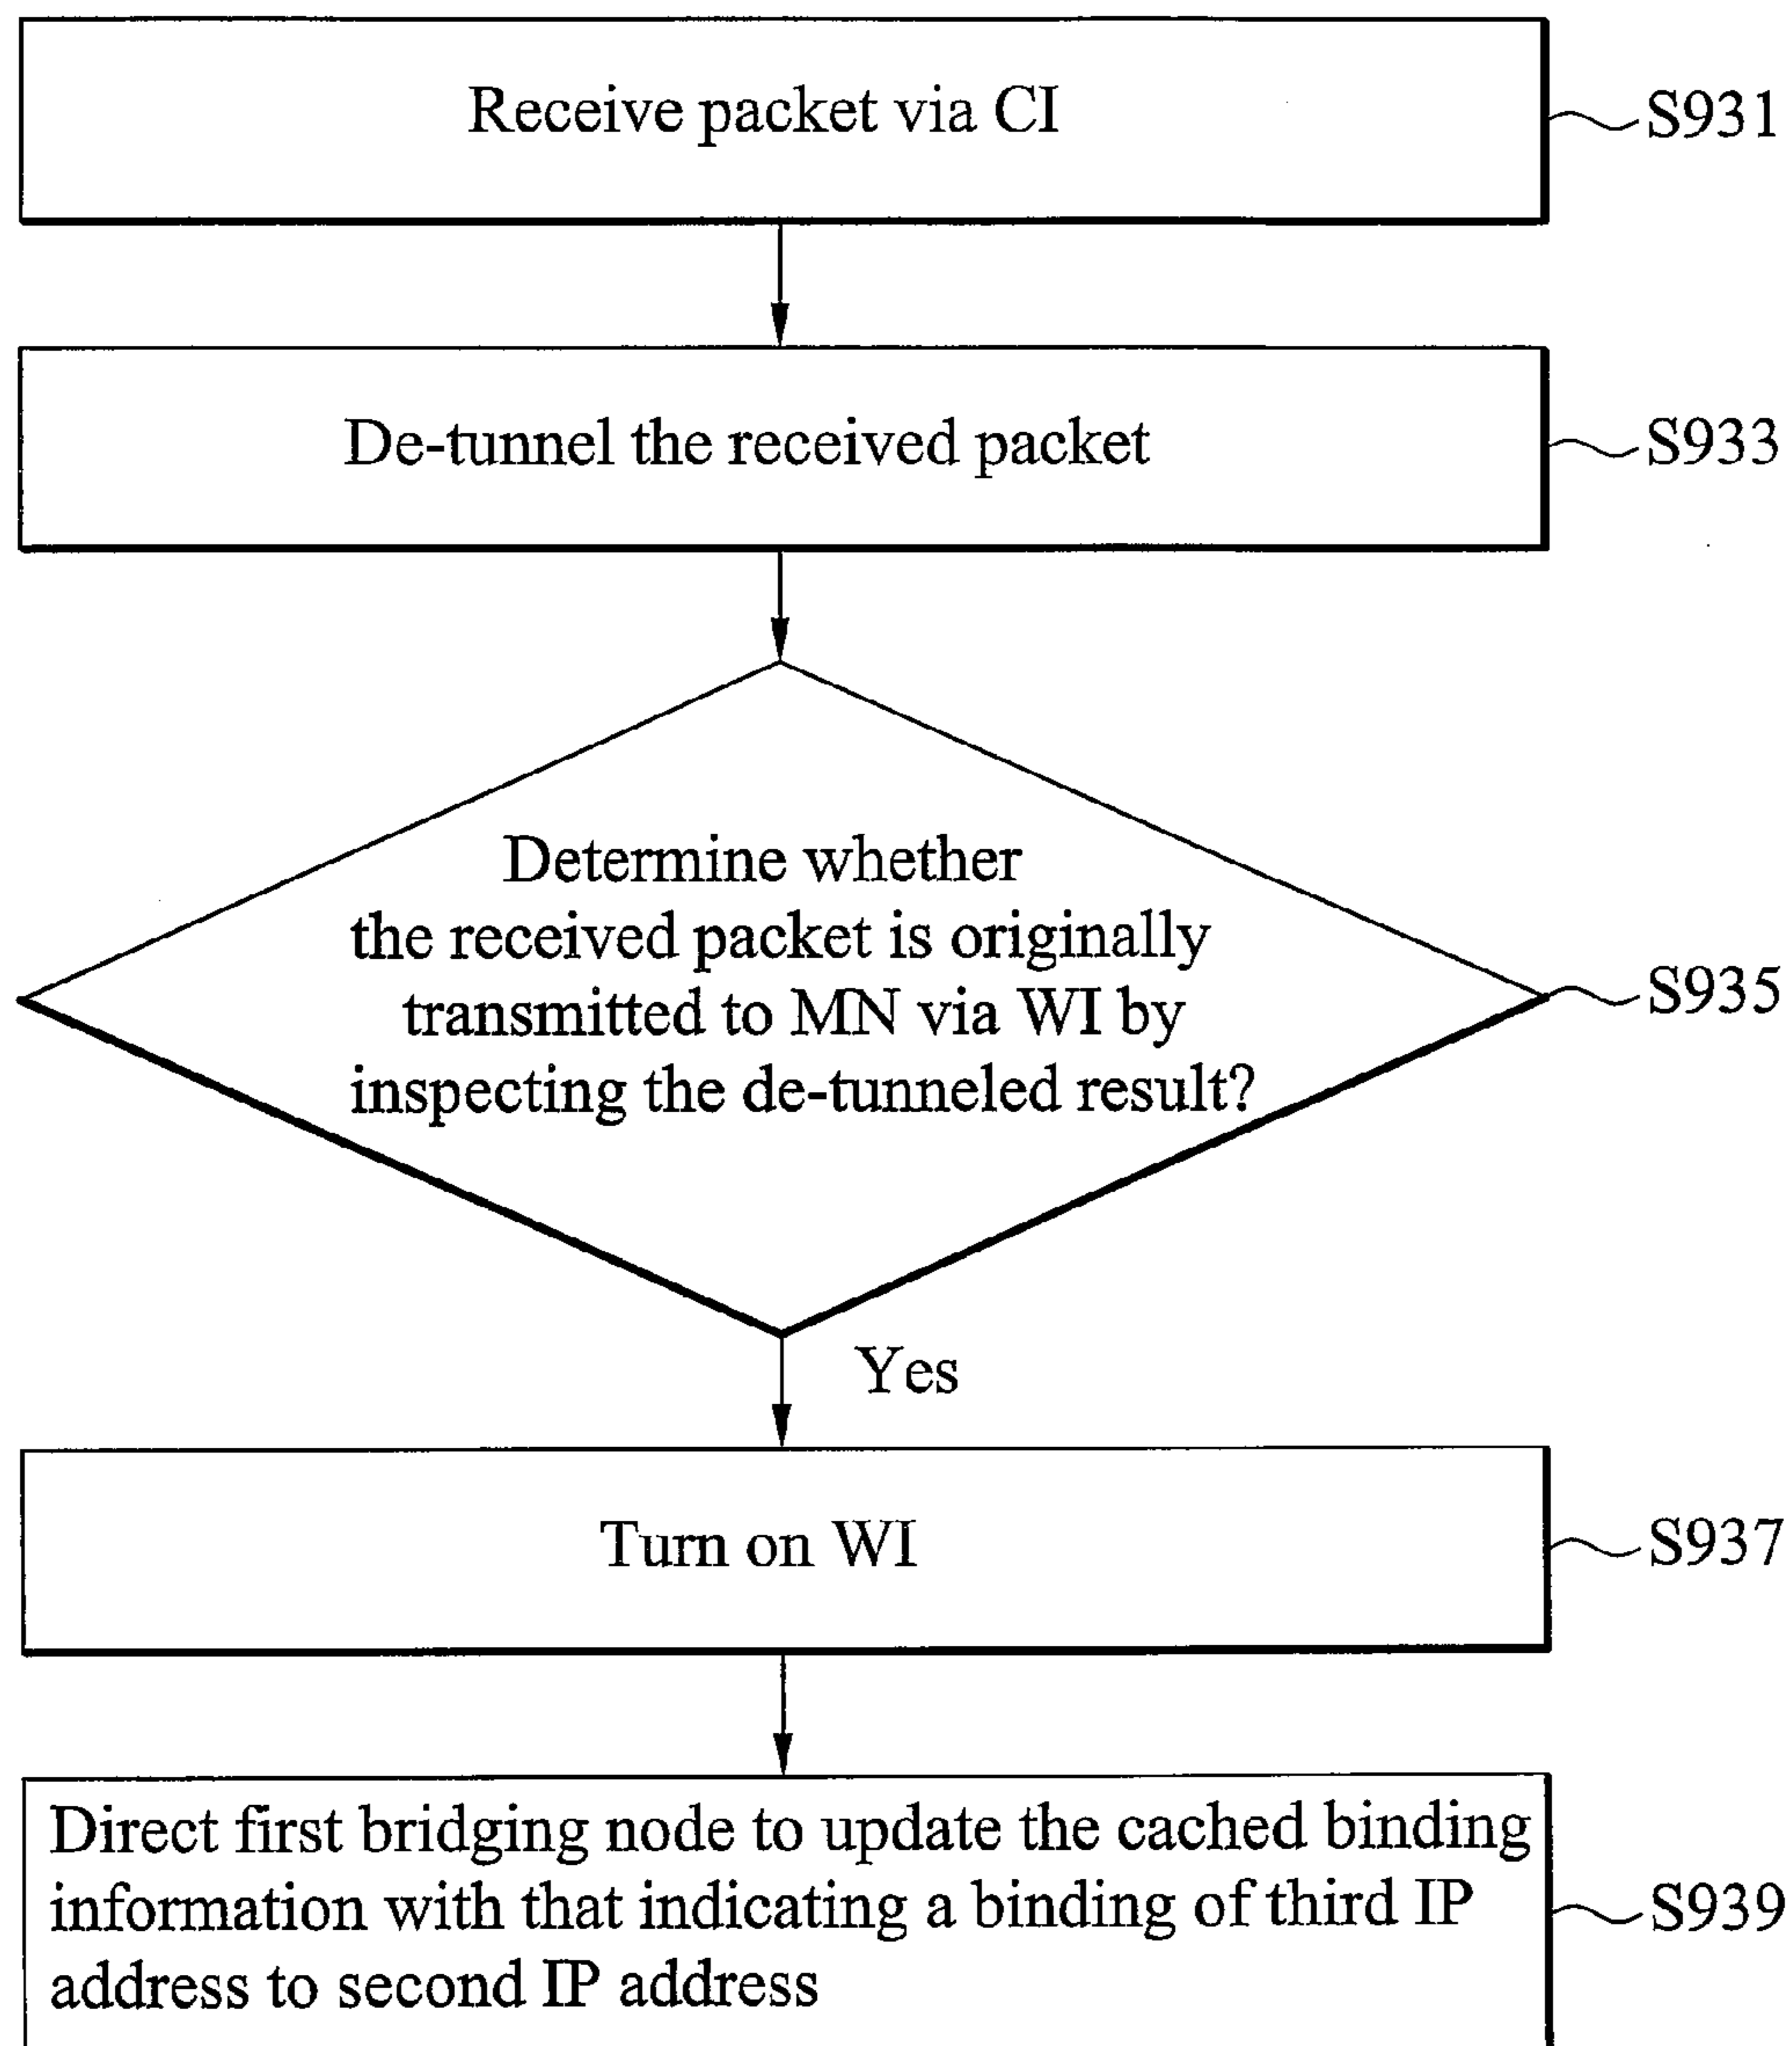 Receive packet via CI
S931
De-tunnel the received packet
S933
Determine whether
the received packet is originally
transmitted to MN via WI by
inspecting the de-tunneled result?
S935
Yes
Turn on WI
S937
Direct first bridging node to update the cached binding
information with that indicating a binding of third IP
address to second IP address
S939